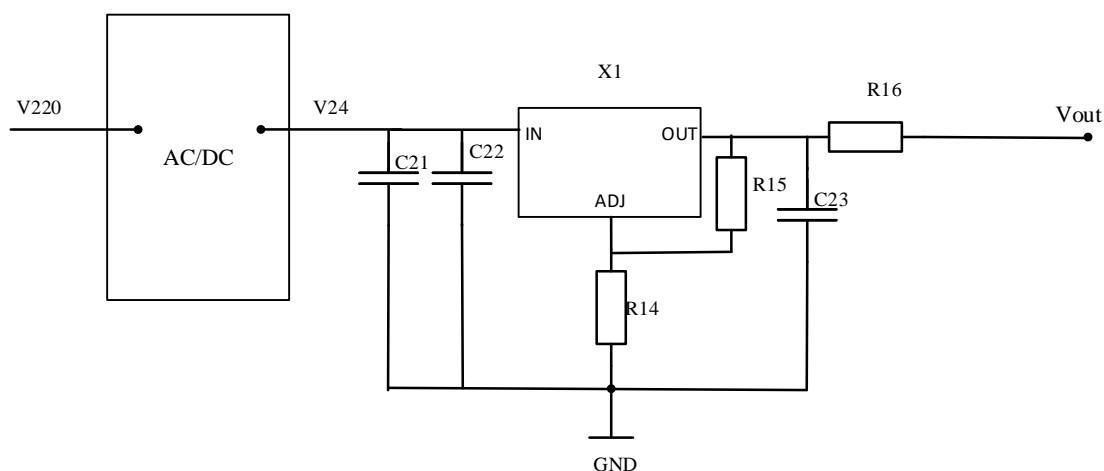 X1
R16
V220
V24
Vout
IN
OUT
AC/DC
C21
C22
R15
C23
ADJ
R14
GND